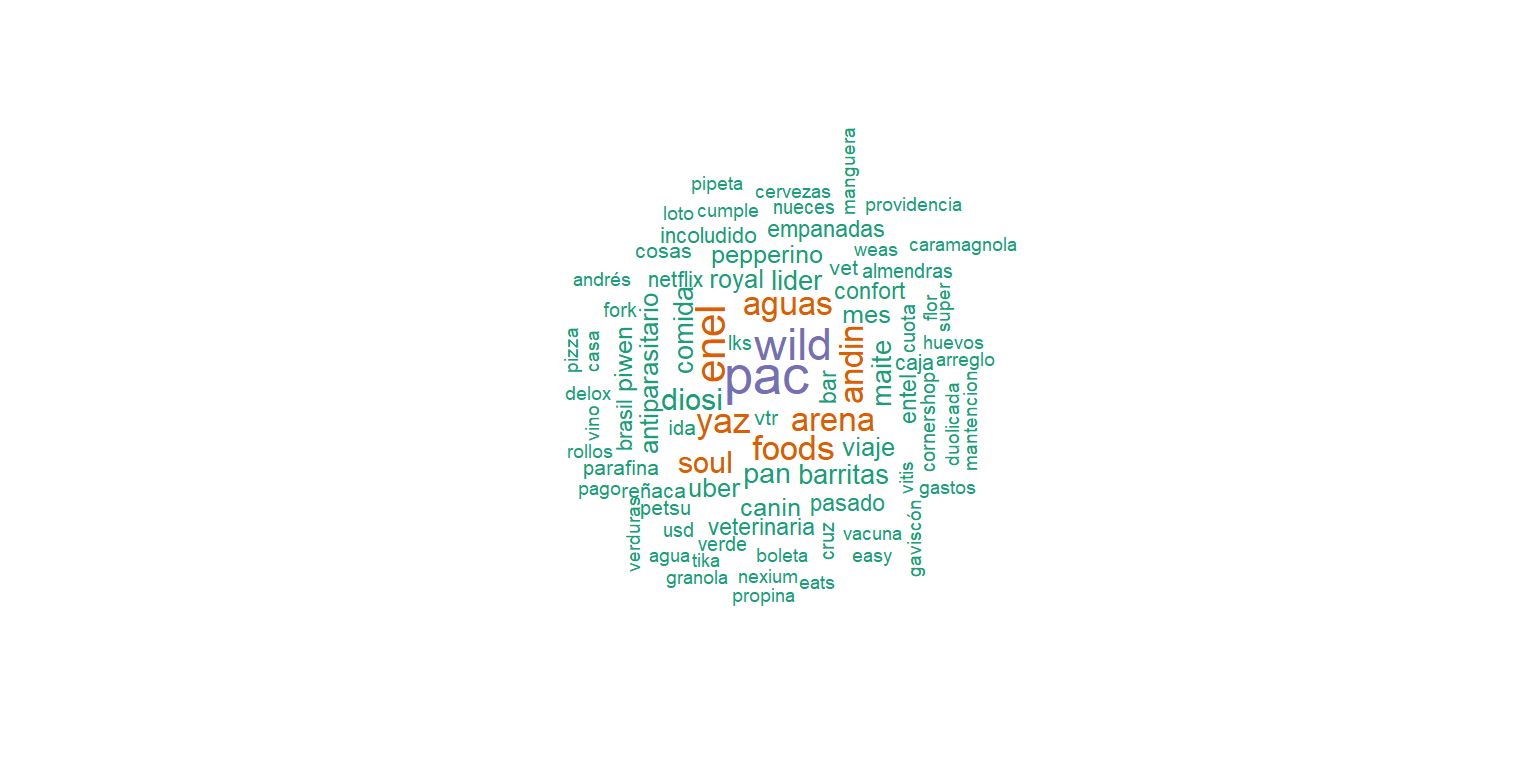 manguera
pipeta
cervezas
loto
cumple
nueces
providencia
incoludido
empanadas
cosas
pepperino
weas
caramagnola
andrés
netflix
royal
lider
vet
almendras
fork
antiparasitario
comida
enel
aguas
confort
mes
flor
super
pizza
casa
piwen
lks
wild
andin
maite
cuota
huevos
caja
arreglo
delox
vino
brasil
diosi
pac
bar
entel
cornershop
duolicada
mantencion
ida
yaz
vtr
arena
rollos
parafina
soul
foods
viaje
pago
reñaca
uber
pan
barritas
vitis
gastos
verduras
petsu
canin
pasado
gaviscón
usd
veterinaria
cruz
vacuna
verde
agua
tika
boleta
easy
granola
nexium
eats
propina